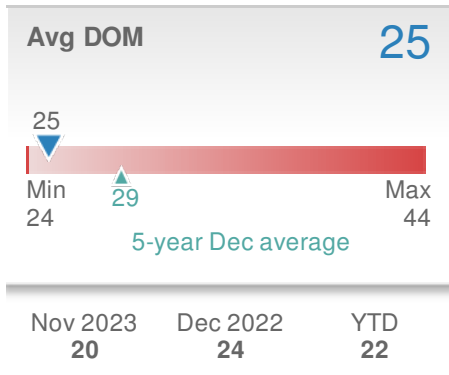 Avg DOM 25
25
Min Max
24 29 44
5-year Dec average
Nov 2023 Dec 2022 YTD
20 24 22